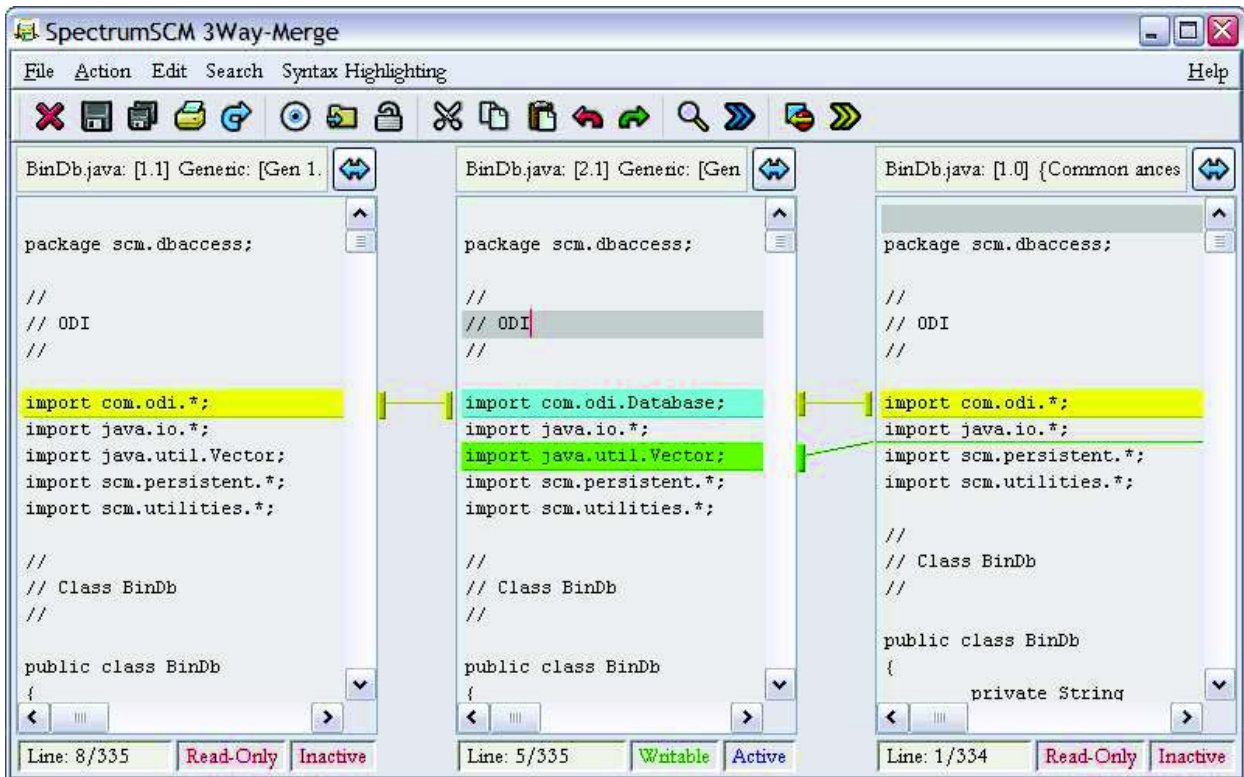 SpectrumSCM 3Way-Merge
File Action Edit Search Syntax Highlighting Help
BinDb.java: [1.1] Generic: [Gen 1.
package scm.dbaccess;
//
// ODI
//
import com.odi.*;
import java.io.*;
import java.util.Vector;
import scm.persistent.*;
import scm.utilities.*;
//
// Class BinDb
//
public class BinDb
{
Line: 8/335 Read-Only Inactive
BinDb.java: [2.1] Generic: [Gen
package scm.dbaccess;
//
// ODI
//
import com.odi.Database;
import java.io.*;
import java.util.Vector;
import scm.persistent.*;
import scm.utilities.*;
//
// Class BinDb
//
public class BinDb
{
Line: 5/335 Writable Active
BinDb.java: [1.0] {Common ances
package scm.dbaccess;
//
// ODI
//
import com.odi.*;
import java.io.*;
import scm.persistent.*;
import scm.utilities.*;
//
// Class BinDb
//
public class BinDb
{
private String
Line: 1/334 Read-Only Inactive